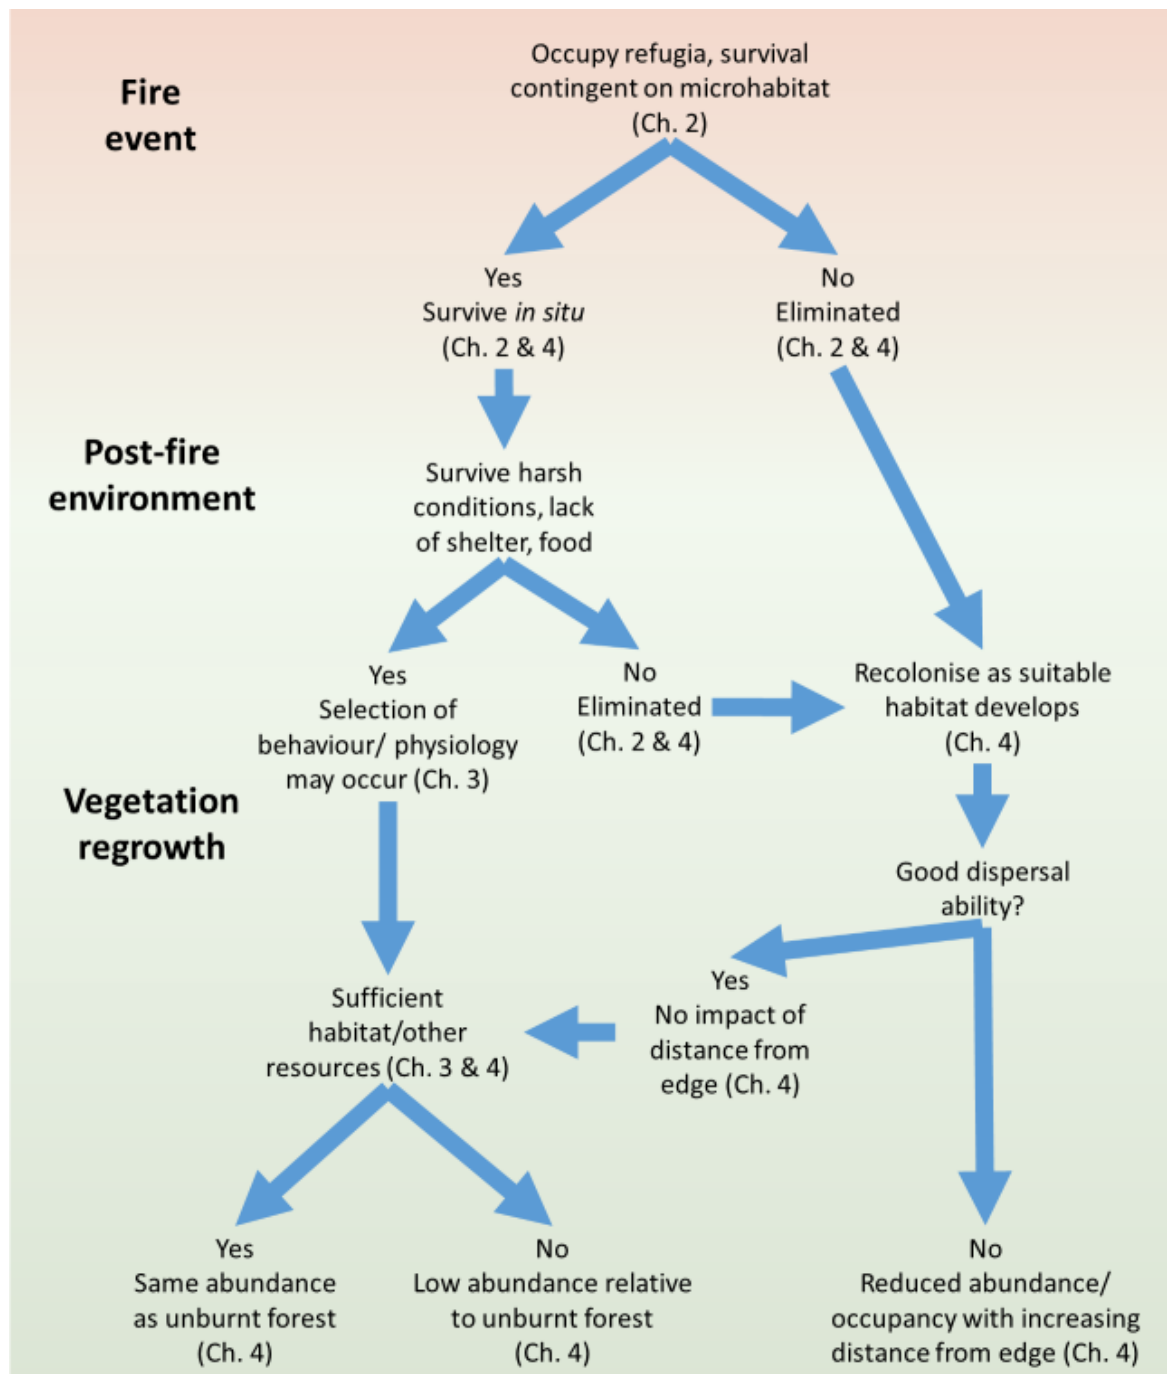 Fire
event
Occupy refugia, survival
contingent on microhabitat
(Ch. 2)
Yes
Survive in situ
(Ch. 2 & 4)
No
Eliminated
(Ch. 2 & 4)
Post-fire
environment
Survive harsh
conditions, lack
of shelter, food
Yes
Selection of
behaviour/ physiology
may occur (Ch. 3)
No
Eliminated
(Ch. 2 & 4)
Recolonise as suitable
habitat develops
(Ch. 4)
Vegetation
regrowth
Good dispersal
ability?
Yes
No impact of
distance from
edge (Ch. 4)
Sufficient
habitat/other
resources (Ch. 3 & 4)
Yes
Same abundance
as unburnt forest
(Ch. 4)
No
Low abundance relative
to unburnt forest
(Ch. 4)
No
Reduced abundance/
occupancy with increasing
distance from edge (Ch. 4)